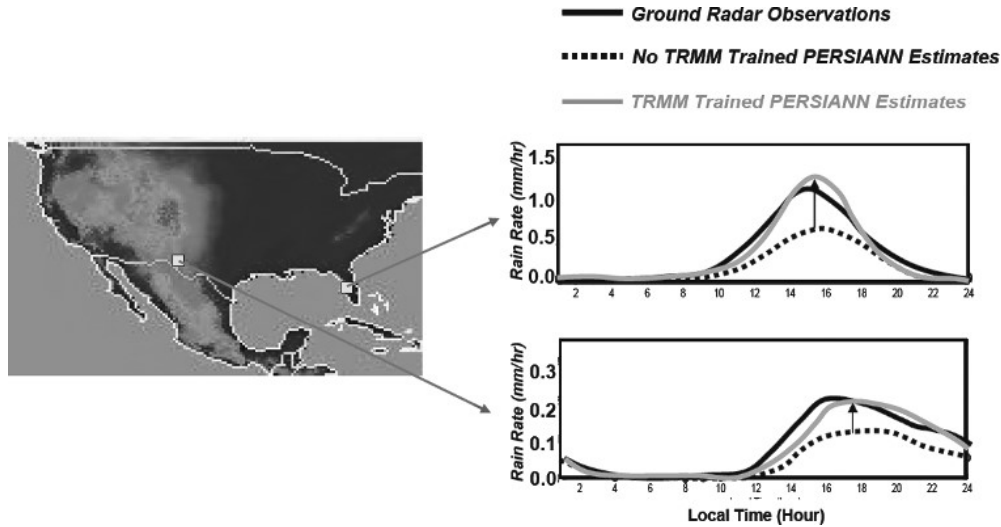 Ground Radar Observations
No TRMM Trained PERSIANN Estimates
TRMM Trained PERSIANN Estimates
Rain Rate (mm/hr)
1.5
1.0
0.5
0.0
2 4 6 8 10 12 14 16 18 20 22 24
Rain Rate (mm/hr)
0.3
0.2
0.1
0.0
2 4 6 8 10 12 14 16 18 20 22 24
Local Time (Hour)